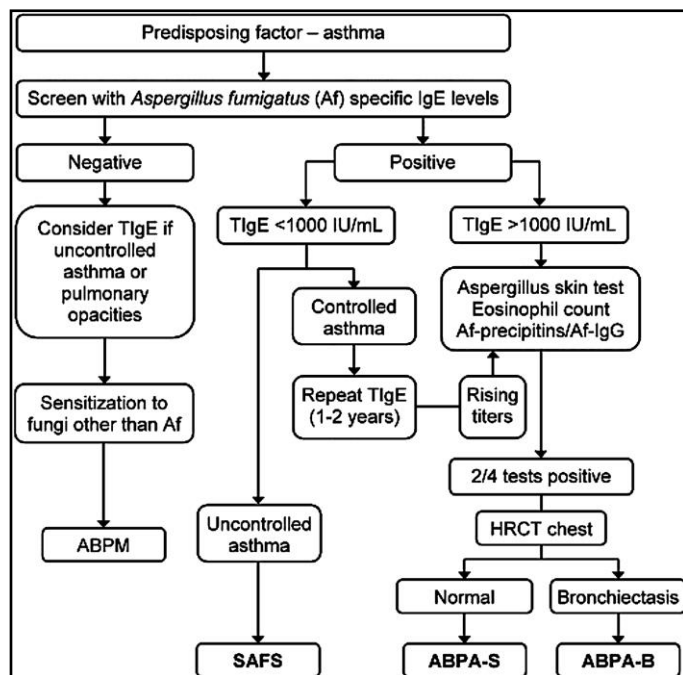 Predisposing factor – asthma
Screen with Aspergillus fumigatus (Af) specific IgE levels
Negative
Positive
Consider TIgE if
uncontrolled
asthma or
pulmonary
opacities
TIgE <1000 IU/mL
TIgE >1000 IU/mL
Controlled
asthma
Aspergillus skin test
Eosinophil count
Af-precipitins/Af-IgG
Sensitization to
fungi other than Af
Repeat TIgE
(1-2 years)
Rising
titers
2/4 tests positive
ABPM
Uncontrolled
asthma
HRCT chest
Normal
Bronchiectasis
SAFS
ABPA-S
ABPA-B